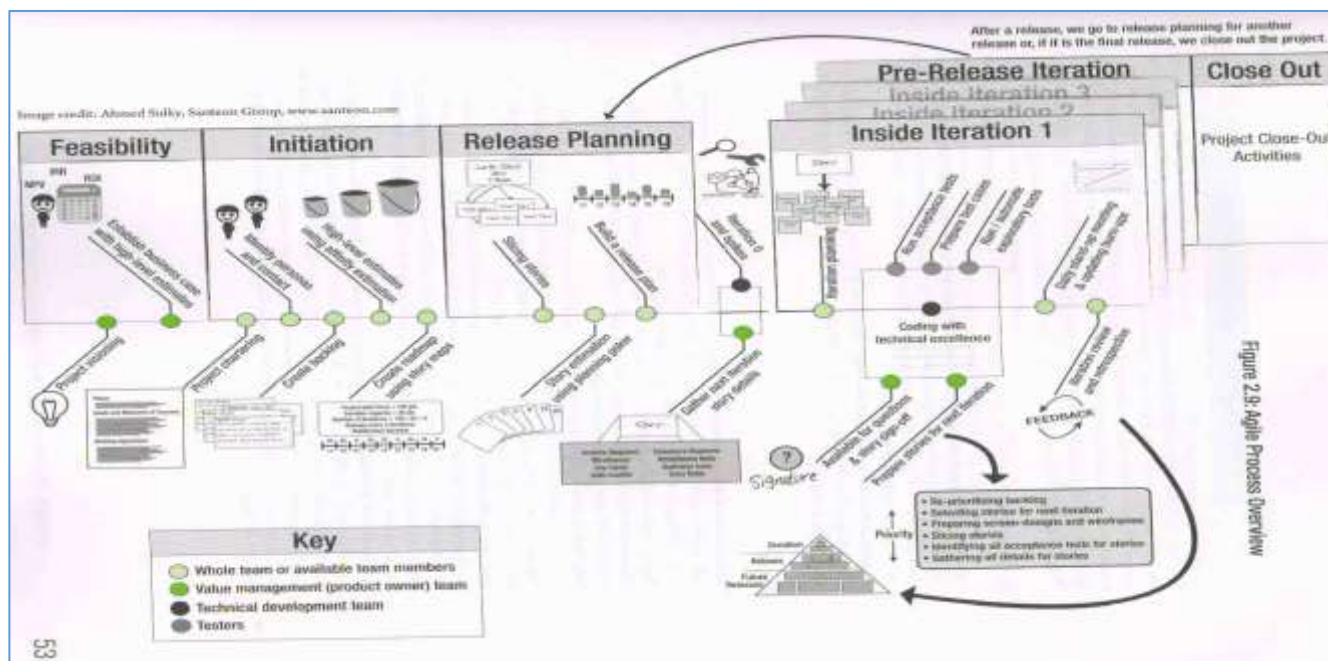 After a release, we go to release planning for another
release or, if it is the final release, we close out the project.
Image credit: Ahmed Sidky, Santeon Group, www.santeon.com
Feasibility
Initiation
Release Planning
Pre-Release Iteration
Inside Iteration 3
Inside Iteration 2
Inside Iteration 1
Close Out
Project Close-Out
Activities
NPV
IRR
ROI
Establish business case
with high-level estimates
Identify personas
and contact
High-level estimates
using affinity estimation
Slicing stories
Build a release plan
Iteration 0
and spikes
Run acceptance tests
Prepare test cases
Run / automate
exploratory tests
Daily stand-up meeting
& updating burn-ups
Coding with
technical excellence
Project visioning
Project chartering
Create backlog
Create roadmap
using story maps
Story estimation
using planning poker
Gather next iteration
story details
Story
?
Signature
Available for questions
& story sign-off
Prepare stories for next iteration
Iteration review
and retrospective
FEEDBACK
• Re-prioritizing backlog
• Selecting stories for next iteration
• Preparing screen-designs and wireframes
• Slicing stories
• Identifying all acceptance tests for stories
• Gathering all details for stories
Priority
Iteration
Release
Future
Releases
Key
Whole team or available team members
Value management (product owner) team
Technical development team
Testers
Figure 2.9: Agile Process Overview
53